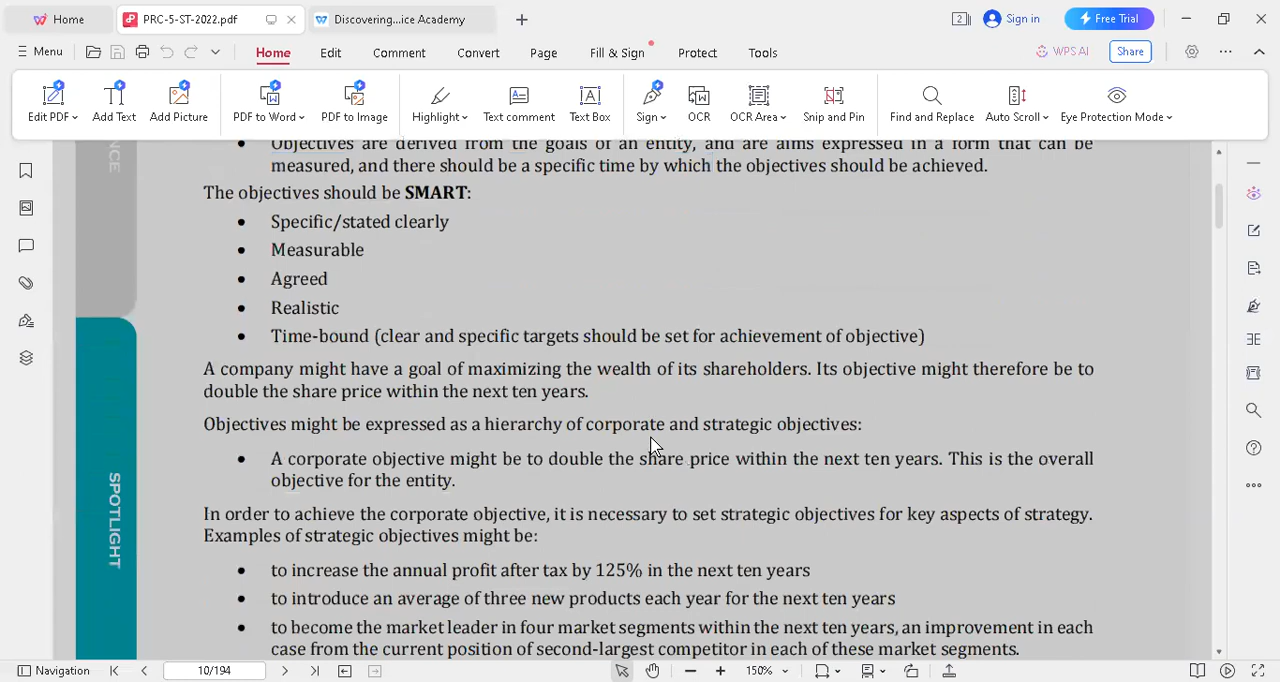 Home
PRC-5-ST-2022.pdf
Discovering...ice Academy
2
Sign in
Free Trial
Menu
Home
Edit
Comment
Convert
Page
Fill & Sign
Protect
Tools
WPS AI
Share
Edit PDF
Add Text
Add Picture
PDF to Word
PDF to Image
Highlight
Text comment
Text Box
Sign
OCR
OCR Area
Snip and Pin
Find and Replace
Auto Scroll
Eye Protection Mode
• Objectives are derived from the goals of an entity, and are aims expressed in a form that can be
measured, and there should be a specific time by which the objectives should be achieved.
The objectives should be SMART:
• Specific/stated clearly
• Measurable
• Agreed
• Realistic
• Time-bound (clear and specific targets should be set for achievement of objective)
A company might have a goal of maximizing the wealth of its shareholders. Its objective might therefore be to
double the share price within the next ten years.
Objectives might be expressed as a hierarchy of corporate and strategic objectives:
• A corporate objective might be to double the share price within the next ten years. This is the overall
objective for the entity.
In order to achieve the corporate objective, it is necessary to set strategic objectives for key aspects of strategy.
Examples of strategic objectives might be:
• to increase the annual profit after tax by 125% in the next ten years
• to introduce an average of three new products each year for the next ten years
• to become the market leader in four market segments within the next ten years, an improvement in each
case from the current position of second-largest competitor in each of these market segments.
SPOTLIGHT
Navigation
10/194
150%